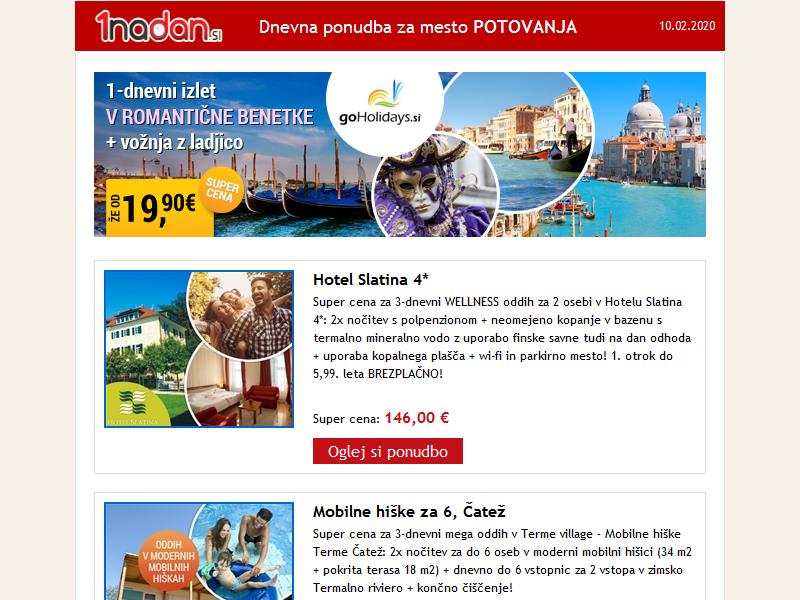 1nadan.si
Dnevna ponudba za mesto POTOVANJA
10.02.2020
1-dnevni izlet
V ROMANTIČNE BENETKE
+ vožnja z ladjico
goHolidays.si
ŽE OD 19,90€
SUPER
CENA
Hotel Slatina 4*
Super cena za 3-dnevni WELLNESS oddih za 2 osebi v Hotelu Slatina
4*: 2x nočitev s polpenzionom + neomejeno kopanje v bazenu s
termalno mineralno vodo z uporabo finske savne tudi na dan odhoda
+ uporaba kopalnega plašča + wi-fi in parkirno mesto! 1. otrok do
5,99. leta BREZPLAČNO!
HOTEL SLATINA
Super cena: 146,00 €
Oglej si ponudbo
Mobilne hiške za 6, Čatež
Super cena za 3-dnevni mega oddih v Terme village - Mobilne hiške
Terme Čatež: 2x nočitev za do 6 oseb v moderni mobilni hišici (34 m2
+ pokrita terasa 18 m2) + dnevno do 6 vstopnic za 2 vstopa v zimsko
Termalno riviero + končno čiščenje!
ODDIH
V MODERNIH
MOBILNIH
HIŠKAH